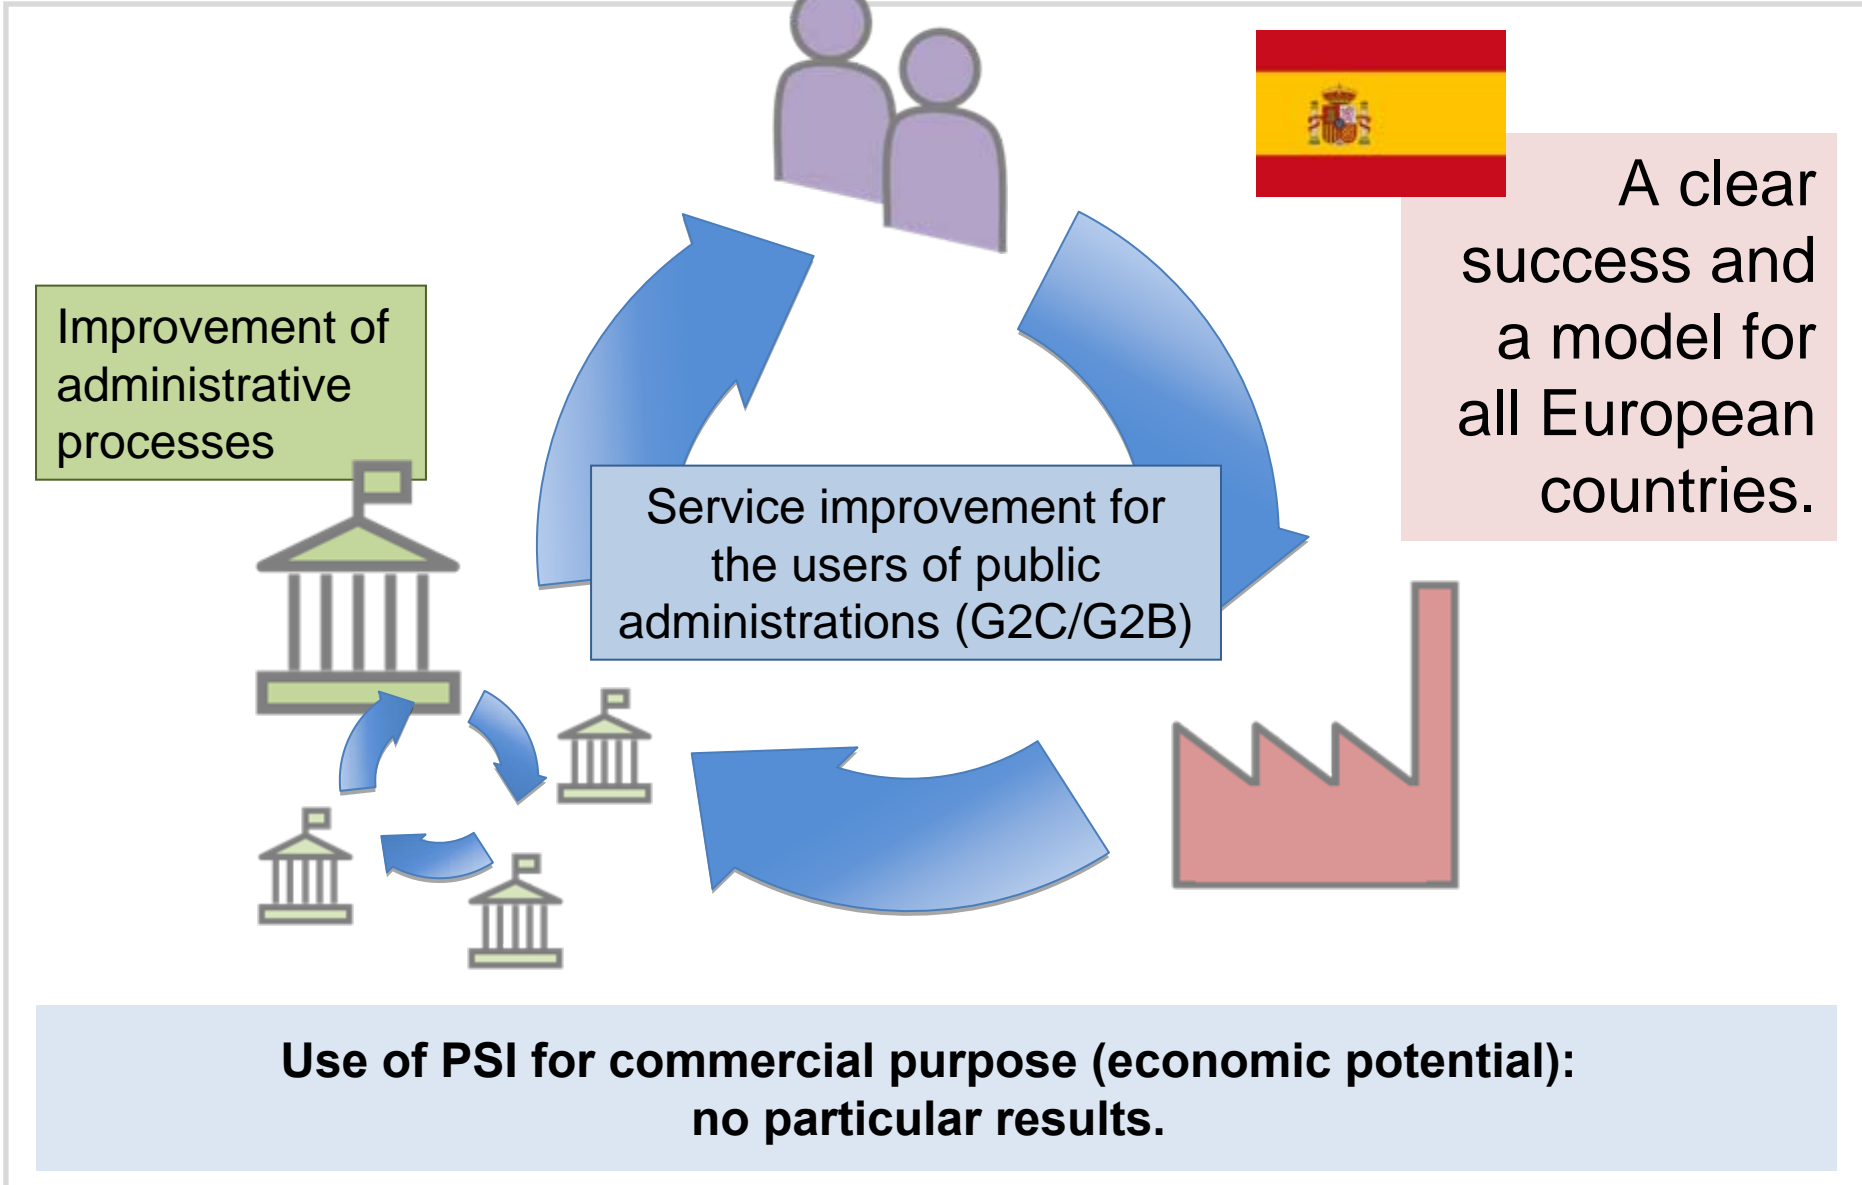 A clear
success and
a model for
all European
countries.
Improvement of
administrative
processes
Service improvement for
the users of public
administrations (G2C/G2B)
Use of PSI for commercial purpose (economic potential):
no particular results.